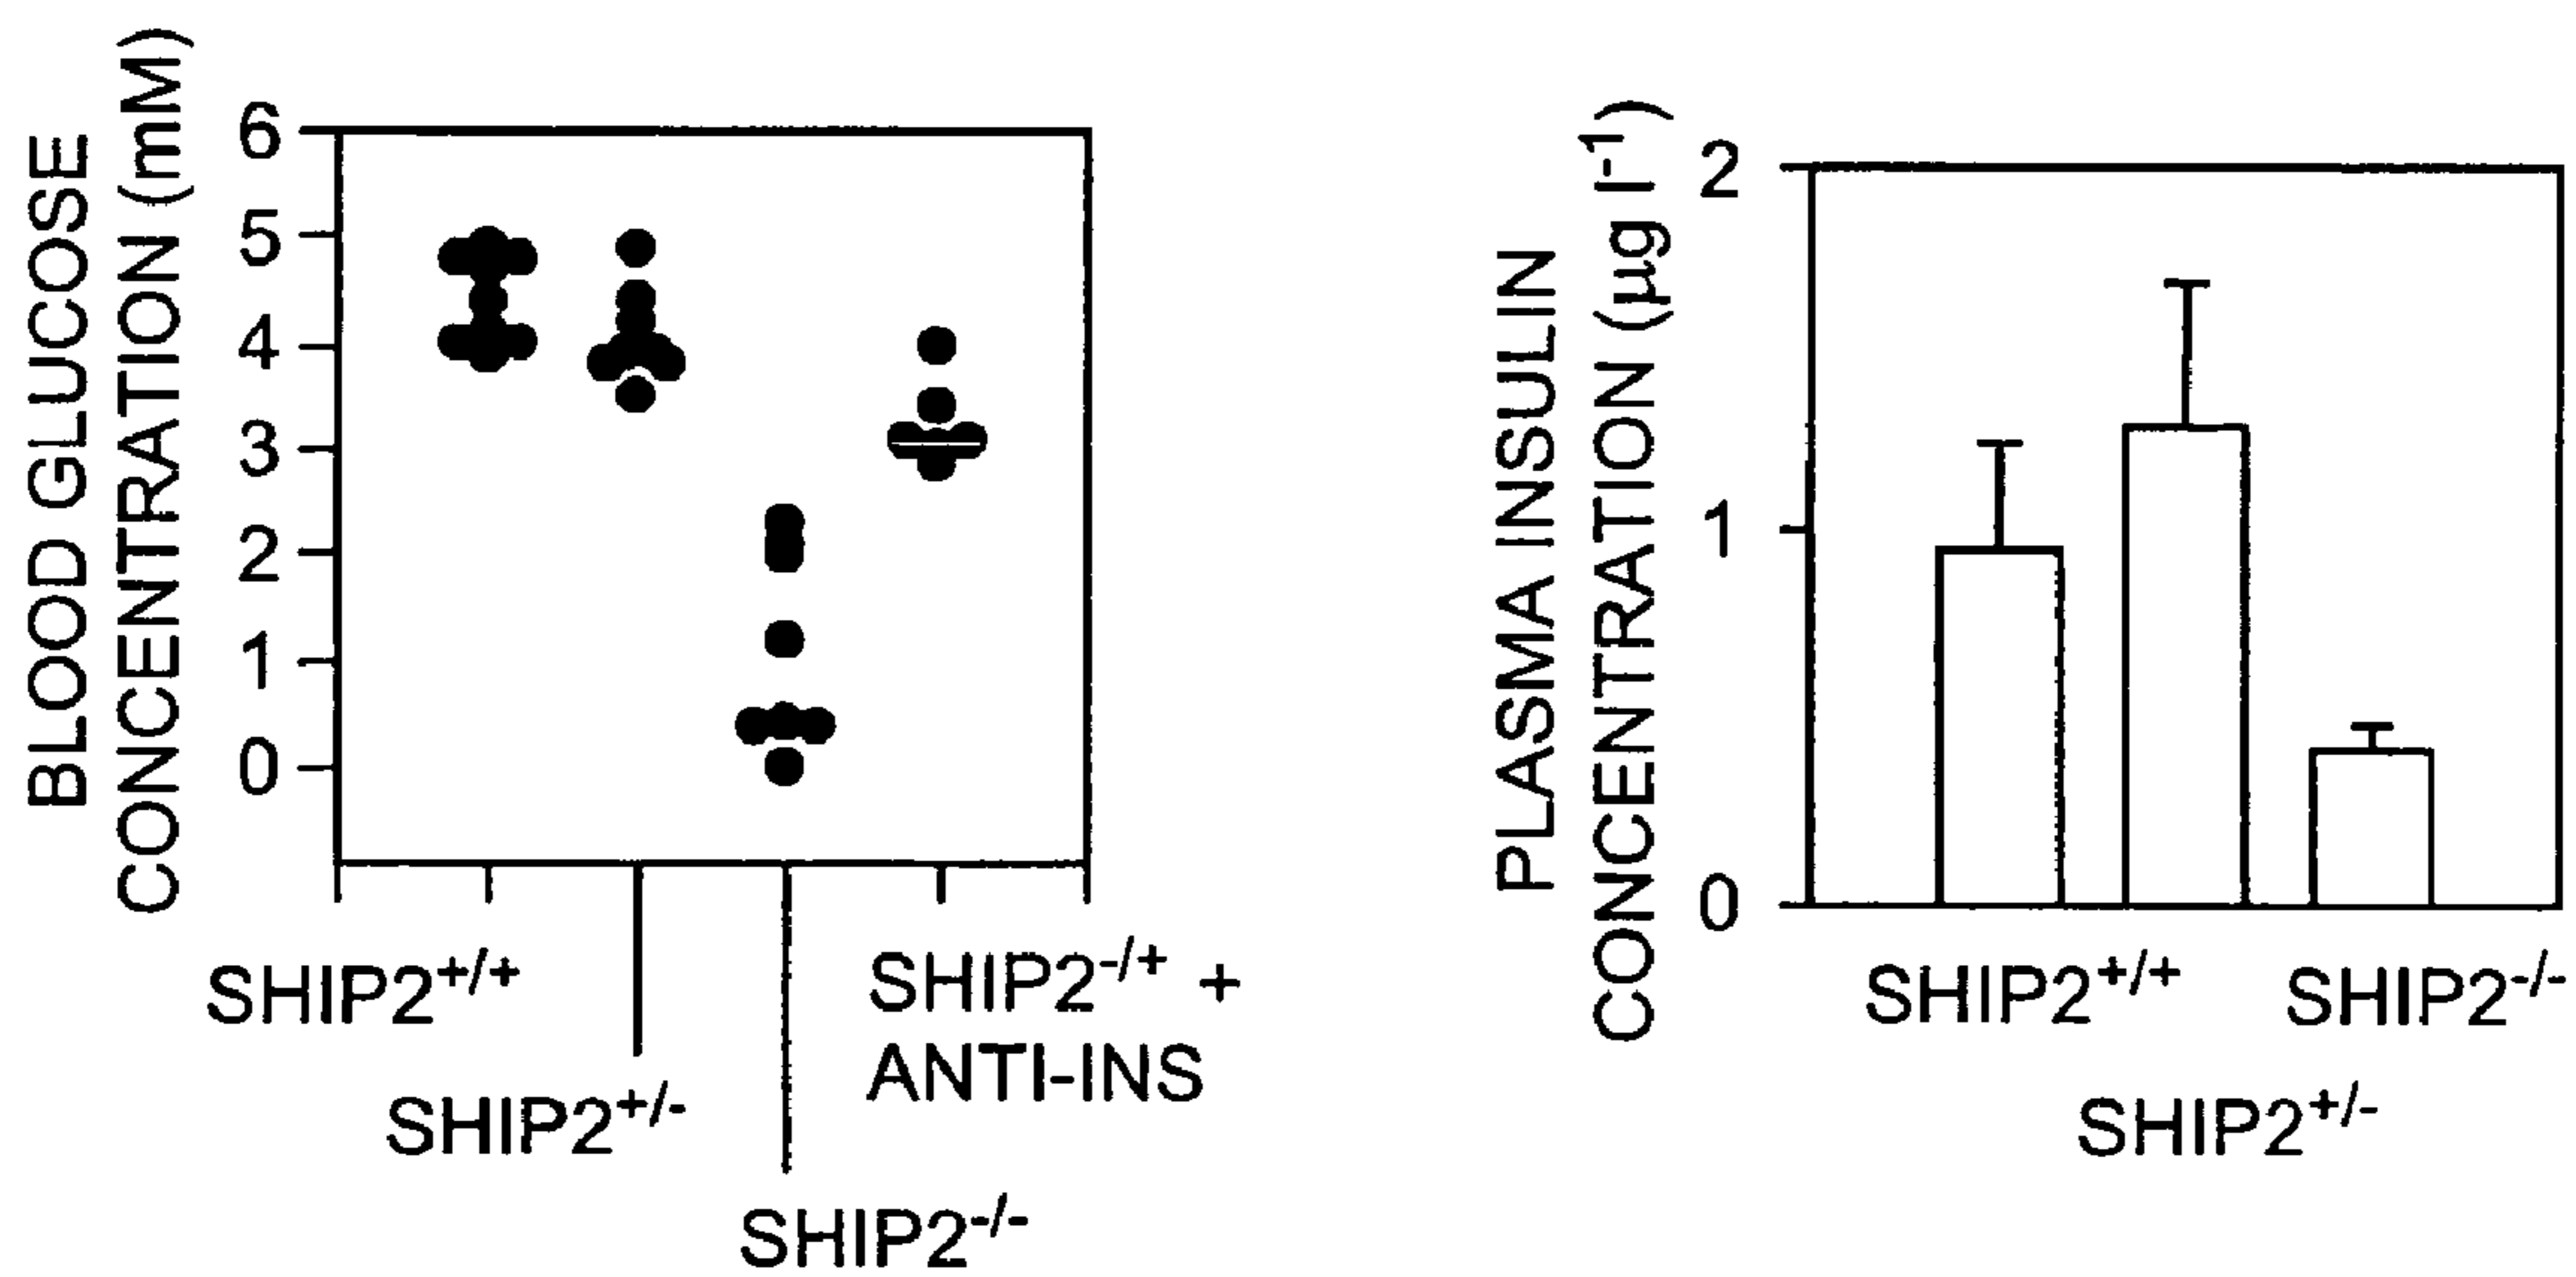 BLOOD GLUCOSE
CONCENTRATION (mM)
6
5
4
3
2
1
0
SHIP2+/+
SHIP2+/-
SHIP2-/-
SHIP2-/+ +
ANTI-INS
PLASMA INSULIN
CONCENTRATION (µg l-1)
2
1
0
SHIP2+/+
SHIP2-/-
SHIP2+/-